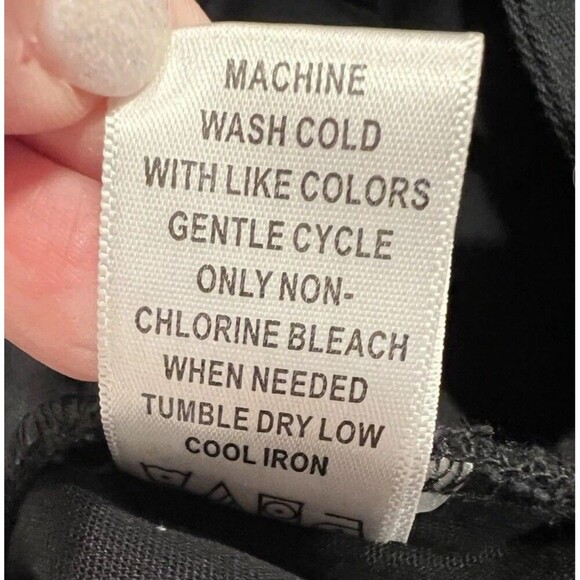 MACHINE
WASH COLD
WITH LIKE COLORS
GENTLE CYCLE
ONLY NON-
CHLORINE BLEACH
WHEN NEEDED
TUMBLE DRY LOW
COOL IRON